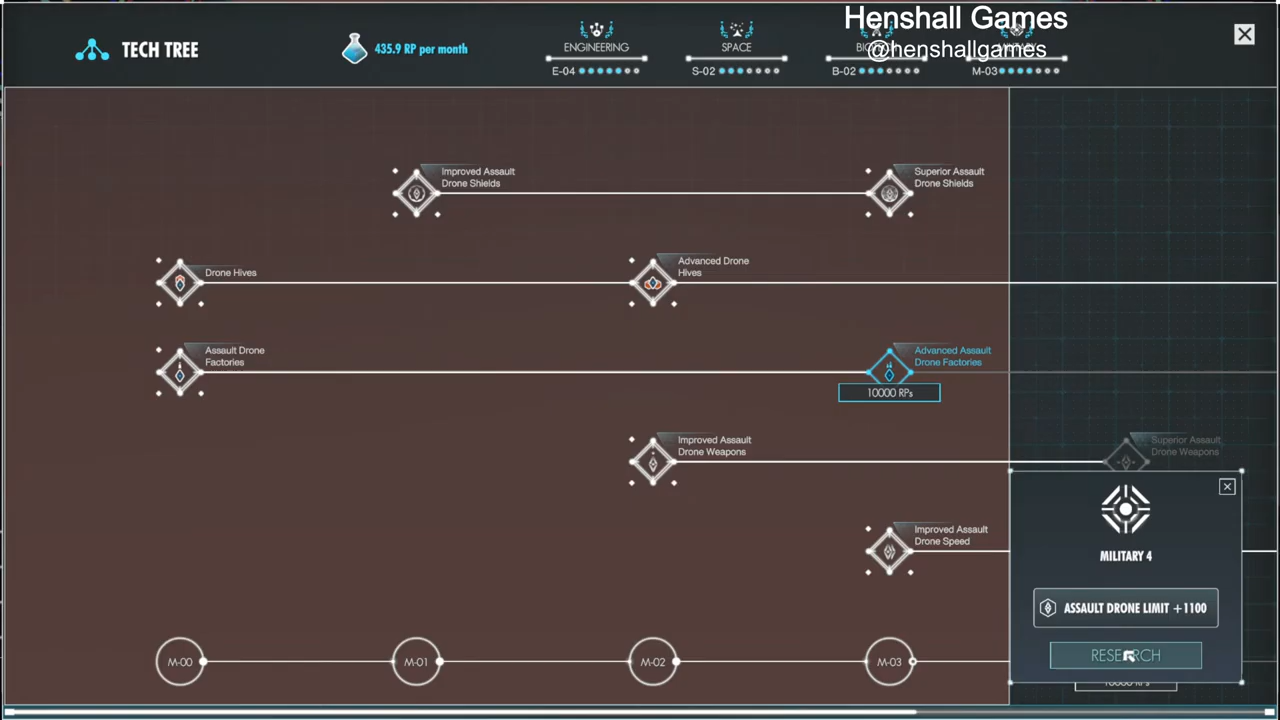 Henshall Games
@henshallgames
TECH TREE
435.9 RP per month
ENGINEERING
E-04
SPACE
S-02
B-02
M-03
Improved Assault
Drone Shields
Superior Assault
Drone Shields
Drone Hives
Advanced Drone
Hives
Assault Drone
Factories
Advanced Assault
Drone Factories
10000 RPs
Improved Assault
Drone Weapons
Superior Assault
Drone Weapons
Improved Assault
Drone Speed
MILITARY 4
ASSAULT DRONE LIMIT +1100
RESEARCH
M-00
M-01
M-02
M-03
10000 RPs